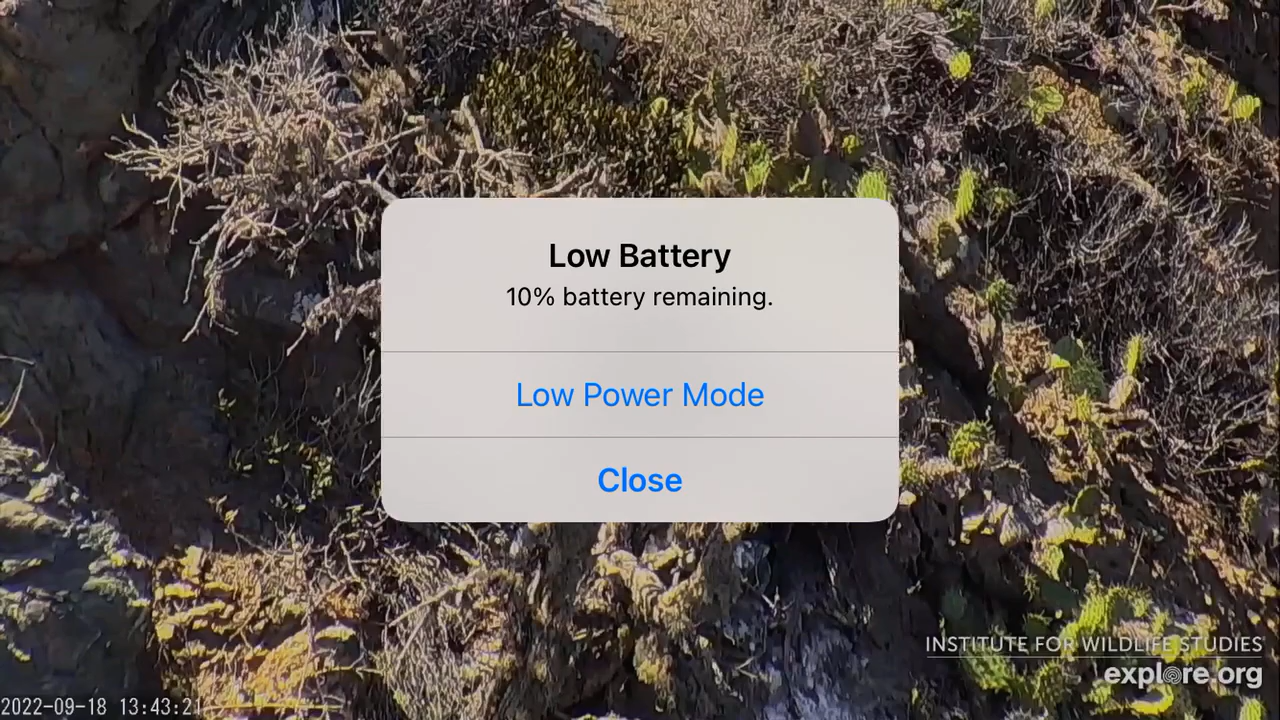 Low Battery
10% battery remaining.
Low Power Mode
Close
INSTITUTE FOR WILDLIFE STUDIES
explore.org
2022-09-18 13:43:21